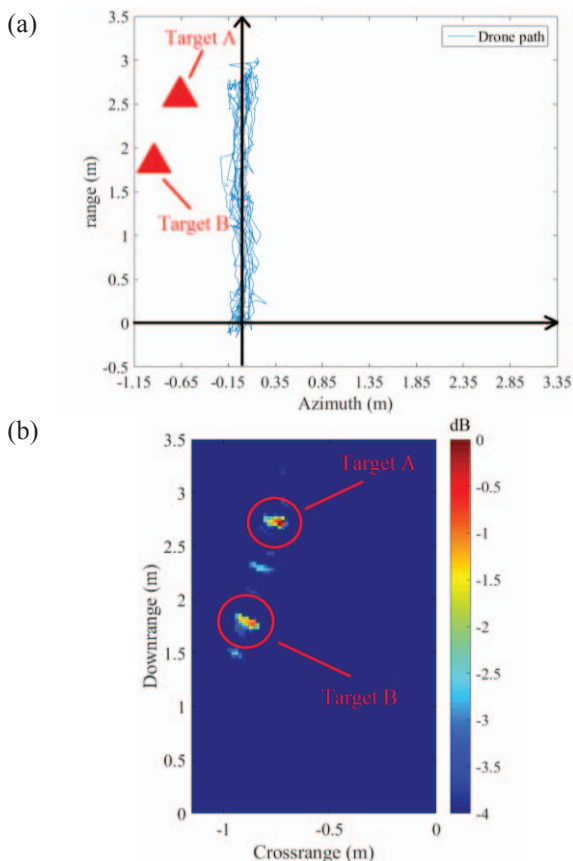 (a)
Target A
Drone path
3.5
3
2.5
2
1.5
1
0.5
0
-0.5
range (m)
Target B
-1.15 -0.65 -0.15 0.35 0.85 1.35 1.85 2.35 2.85 3.35
Azimuth (m)
(b)
dB
3.5
3
2.5
2
1.5
1
0.5
0
Downrange (m)
Target A
Target B
0
-0.5
-1
-1.5
-2
-2.5
-3
-3.5
-4
-1 -0.5 0
Crossrange (m)